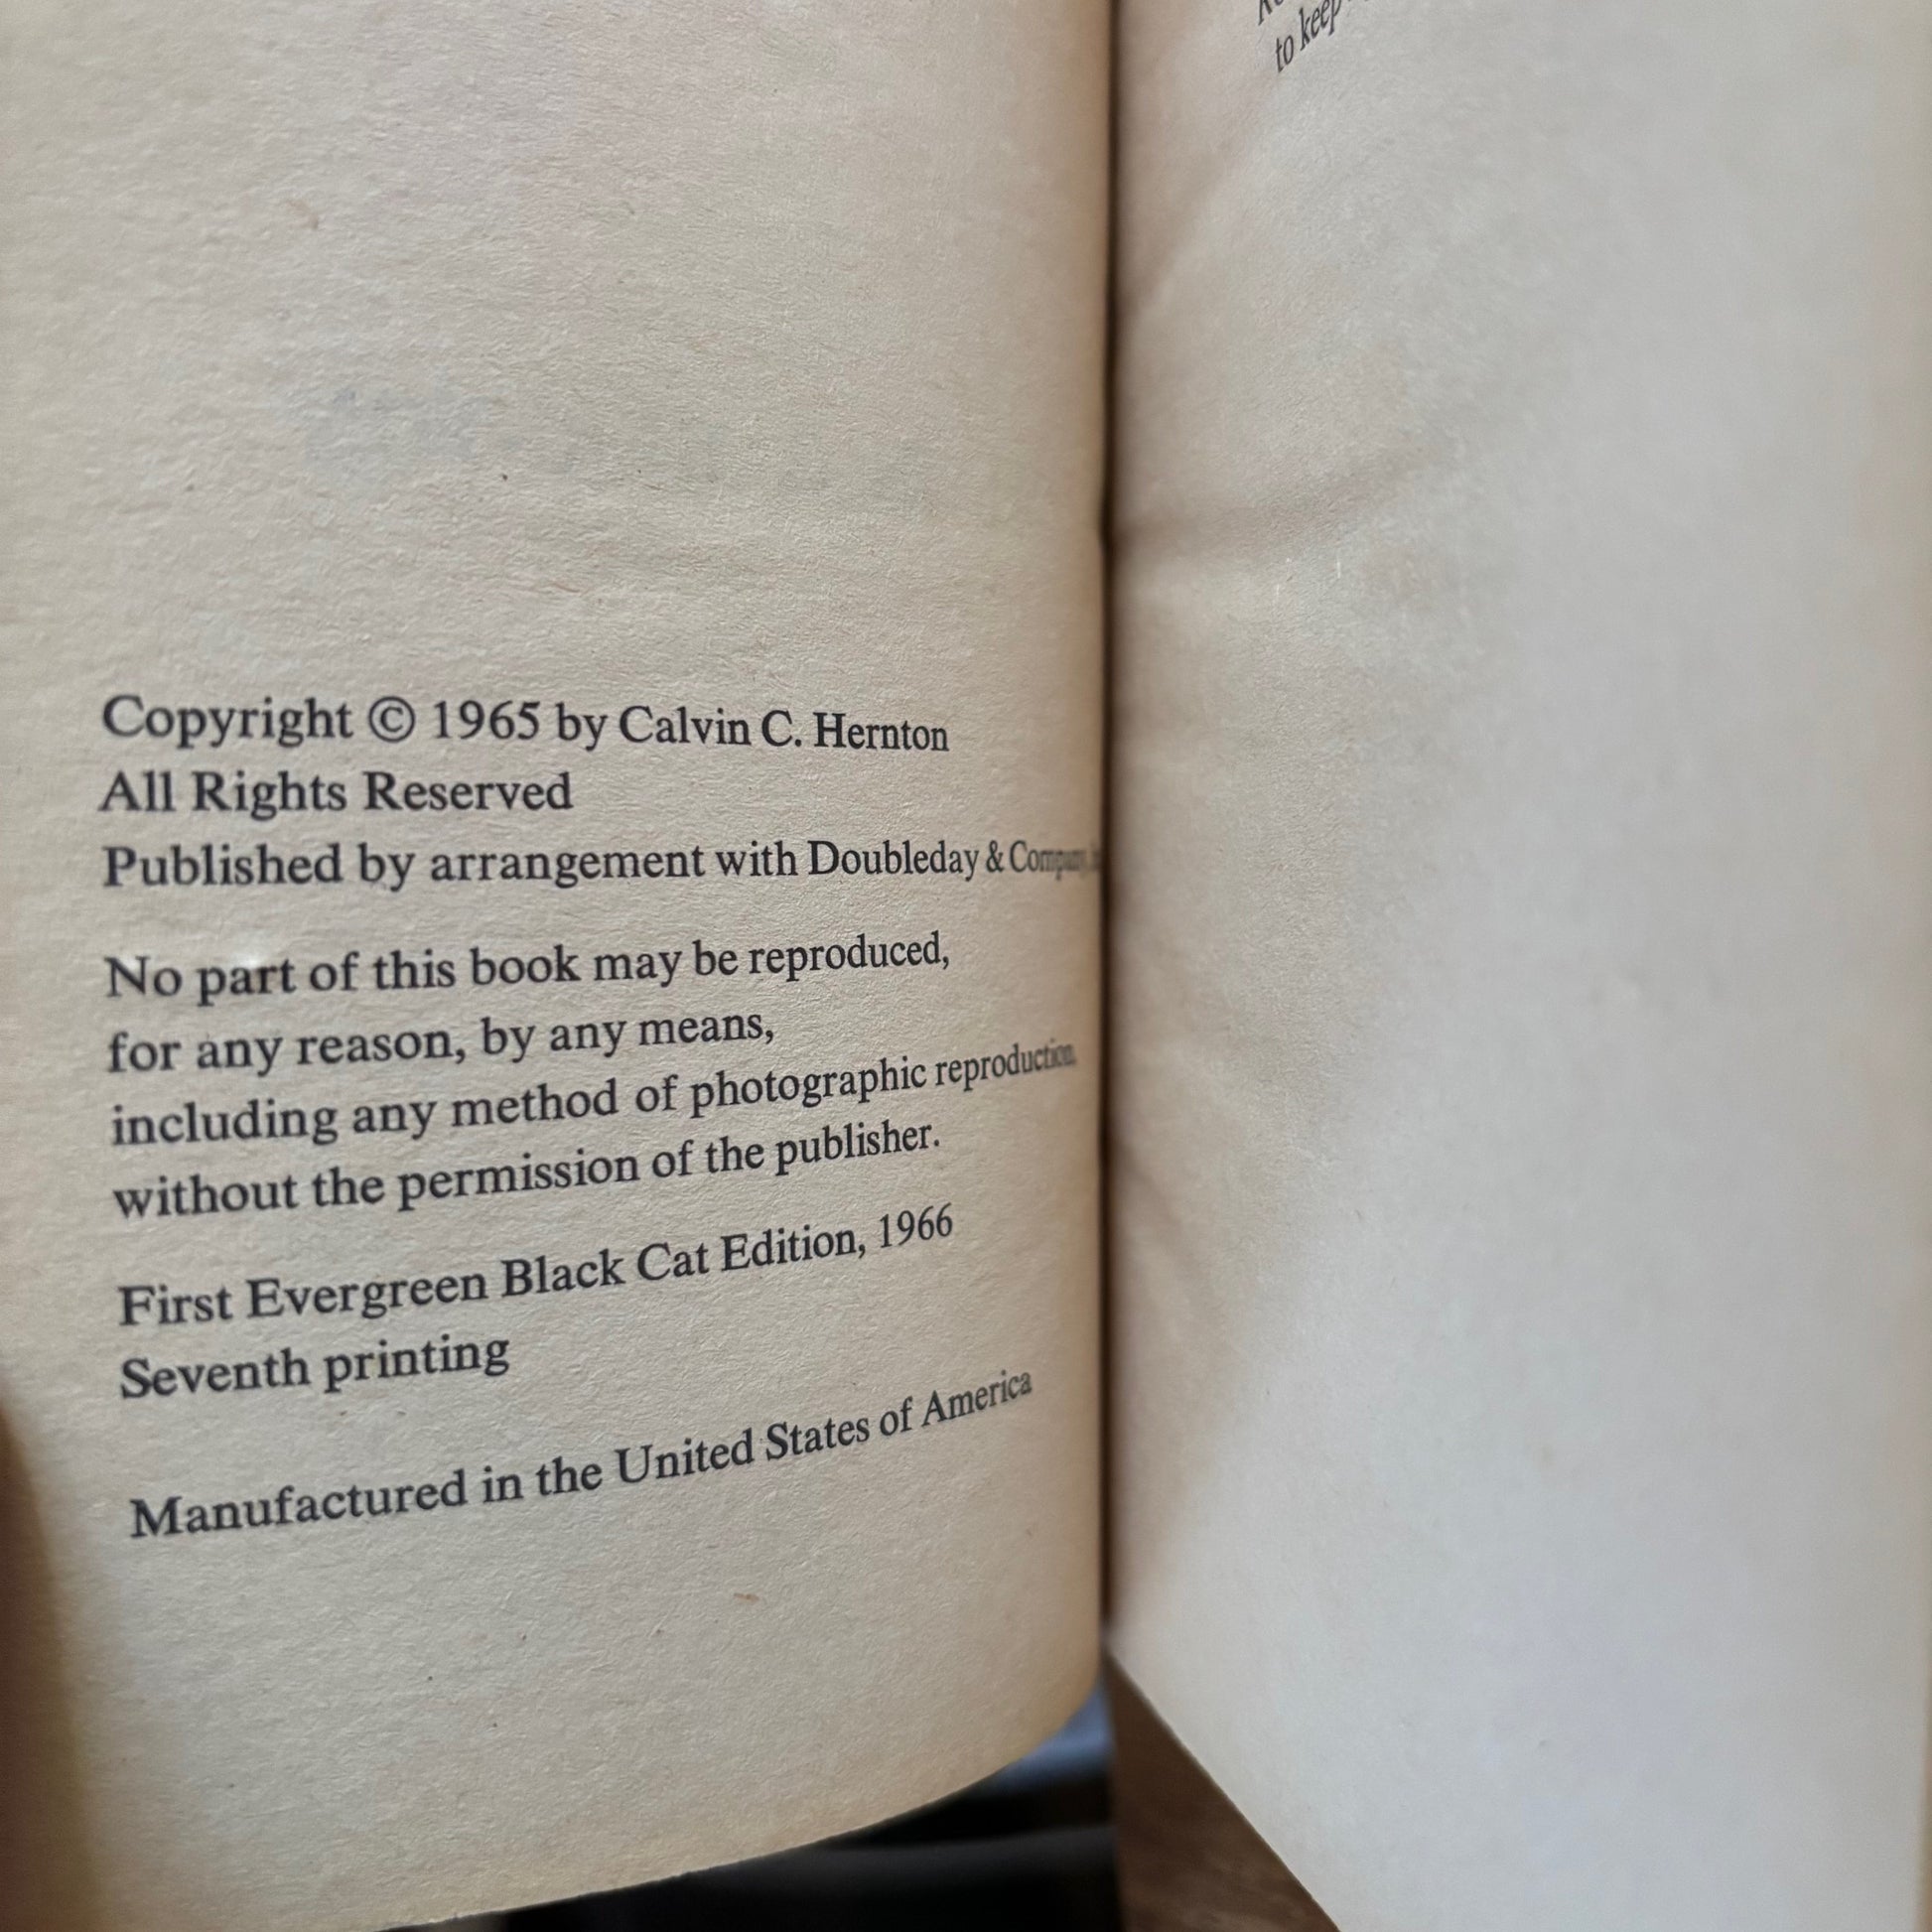 Copyright © 1965 by Calvin C. Hernton
All Rights Reserved
Published by arrangement with Doubleday & Company,
No part of this book may be reproduced,
for any reason, by any means,
including any method of photographic reproduction,
without the permission of the publisher.
First Evergreen Black Cat Edition, 1966
Seventh printing
Manufactured in the United States of America
to keep